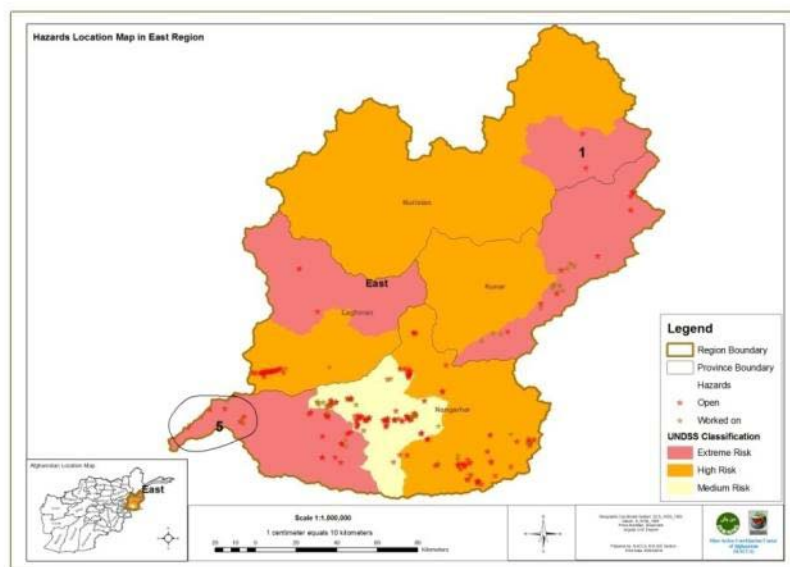 Hazards Location Map in East Region
1
Nuristan
East
Kunar
Laghman
Nangarhar
5
Legend
Region Boundary
Province Boundary
Hazards
Open
Worked on
UNDSS Classification
Extreme Risk
High Risk
Medium Risk
Afghanistan Location Map
East
Scale 1:1,000,000
1 centimeter equals 10 kilometers
Kilometers